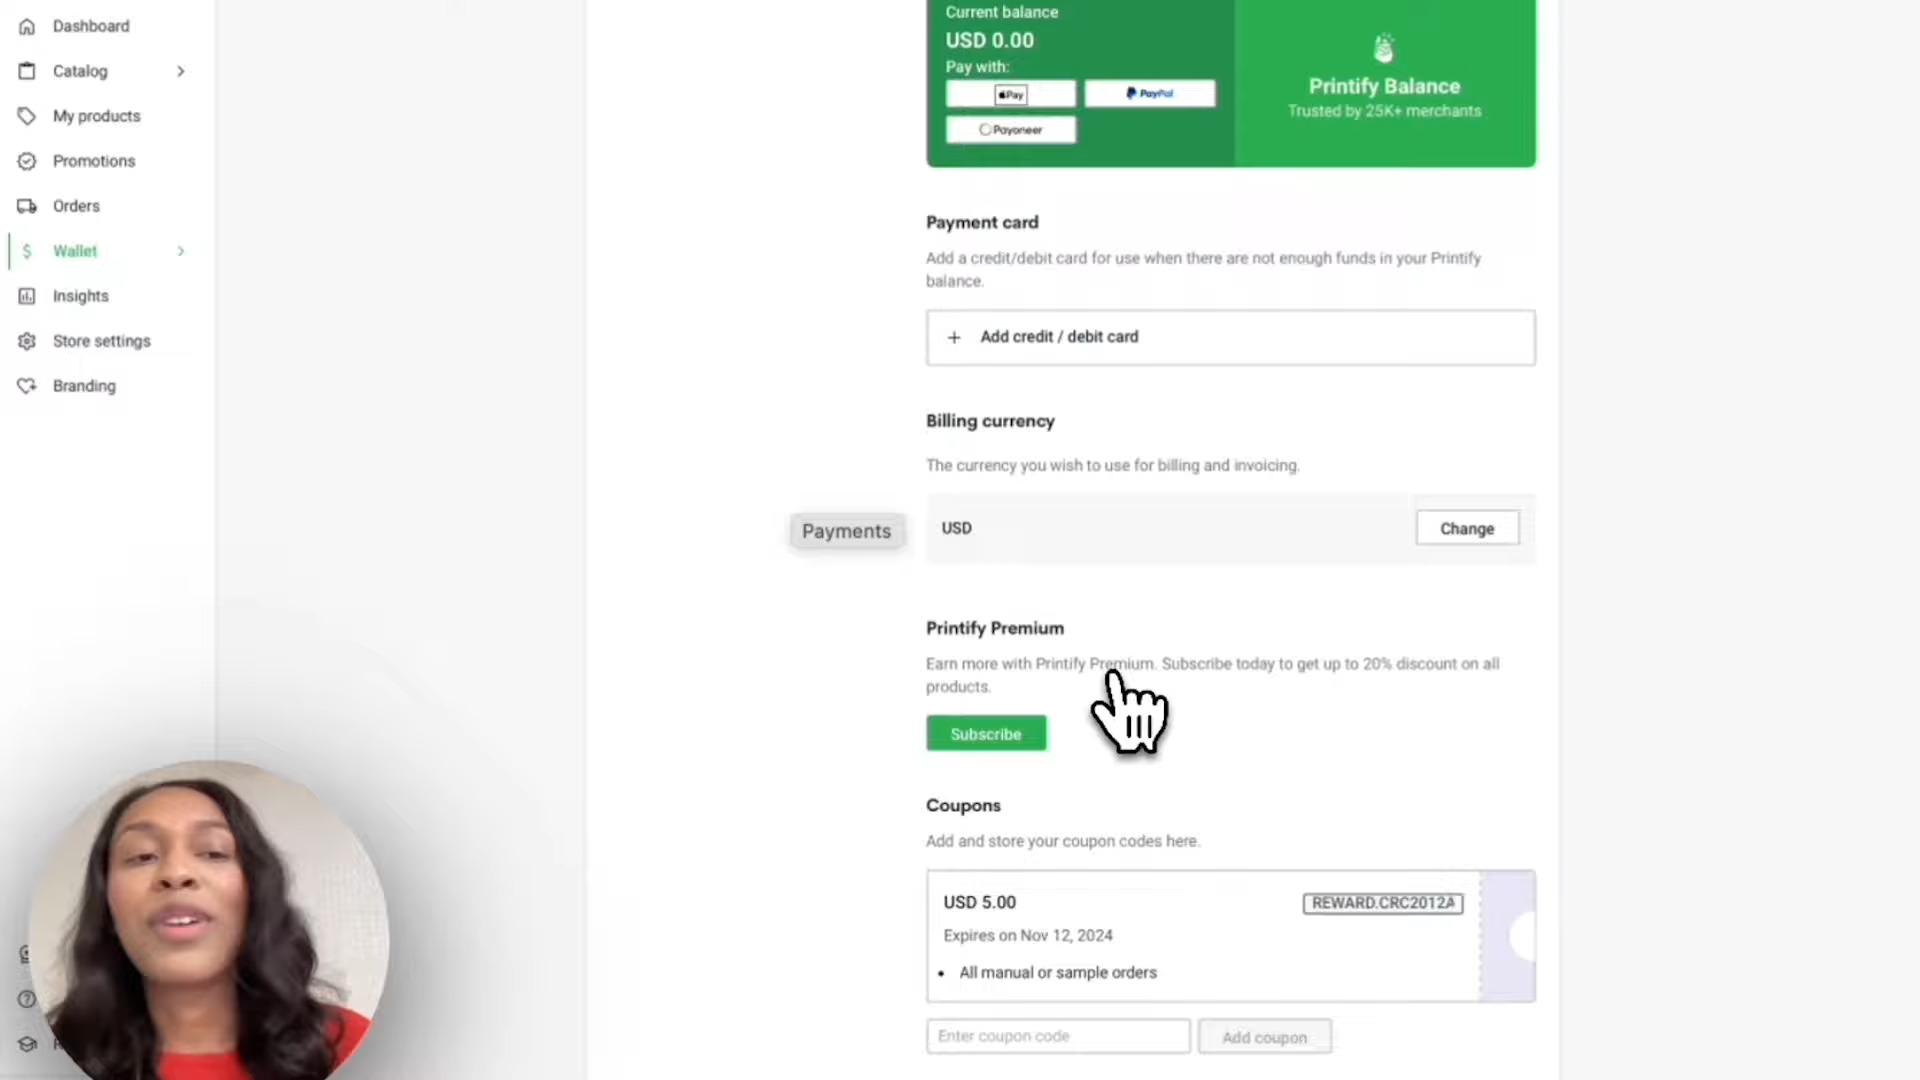 Dashboard
Catalog
My products
Promotions
Orders
Wallet
Insights
Store settings
Branding
Current balance
USD 0.00
Pay with:
Pay
PayPal
Payoneer
Printify Balance
Trusted by 25K+ merchants
Payment card
Add a credit/debit card for use when there are not enough funds in your Printify
balance.
+ Add credit / debit card
Billing currency
The currency you wish to use for billing and invoicing.
Payments
USD
Change
Printify Premium
Earn more with Printify Premium. Subscribe today to get up to 20% discount on all
products.
Subscribe
Coupons
Add and store your coupon codes here.
USD 5.00
REWARD.CRC2012A
Expires on Nov 12, 2024
• All manual or sample orders
Enter coupon code
Add coupon